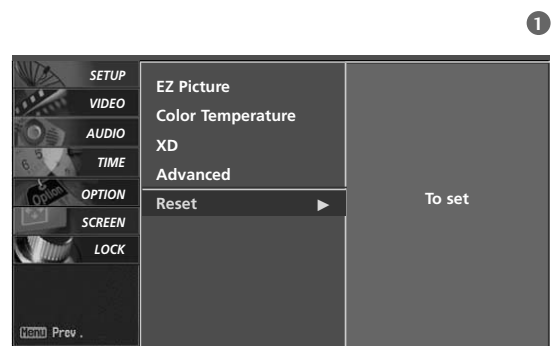 1
SETUP
VIDEO
AUDIO
TIME
OPTION
SCREEN
LOCK
Menu Prev .
EZ Picture
Color Temperature
XD
Advanced
Reset ▶
To set
Option